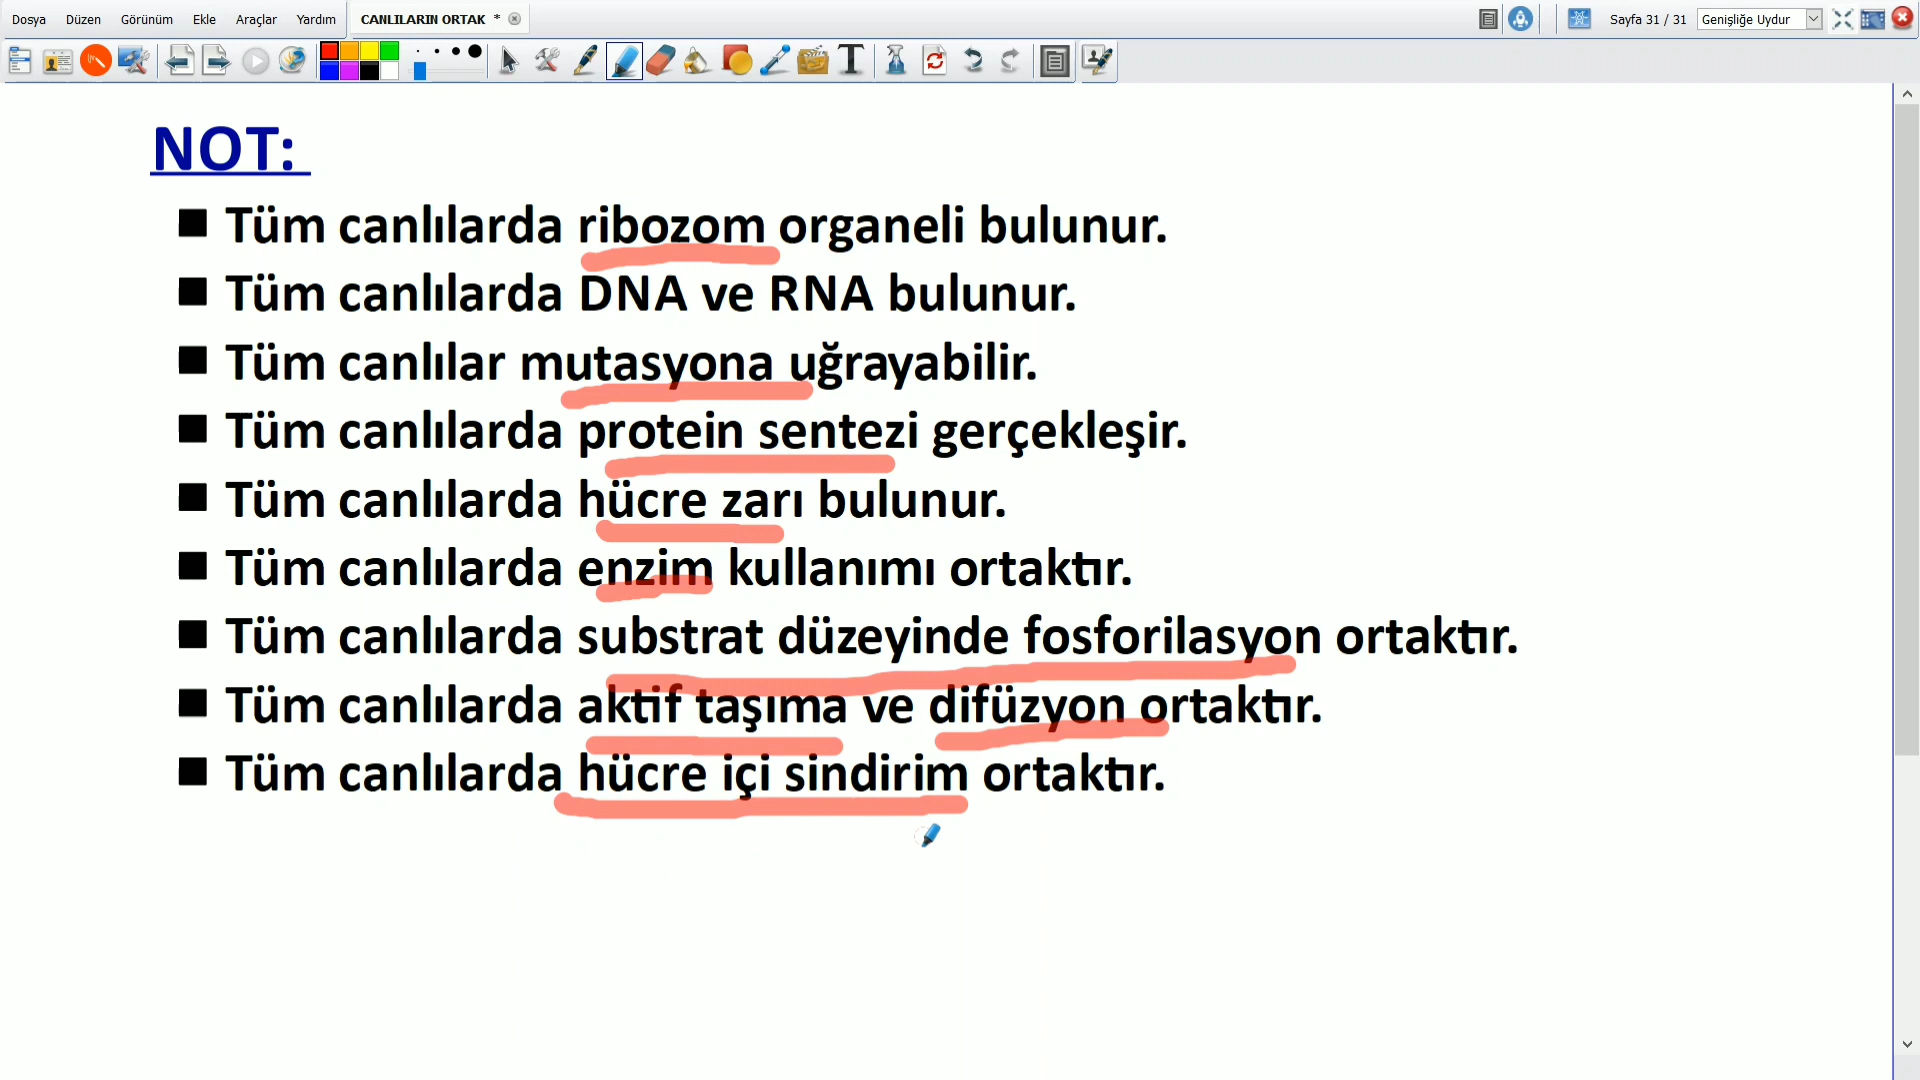 Dosya Düzen Görünüm Ekle Araçlar Yardım CANLILARIN ORTAK * Sayfa 31 / 31 Genişliğe Uydur
NOT:
Tüm canlılarda ribozom organeli bulunur.
Tüm canlılarda DNA ve RNA bulunur.
Tüm canlılar mutasyona uğrayabilir.
Tüm canlılarda protein sentezi gerçekleşir.
Tüm canlılarda hücre zarı bulunur.
Tüm canlılarda enzim kullanımı ortaktır.
Tüm canlılarda substrat düzeyinde fosforilasyon ortaktır.
Tüm canlılarda aktif taşıma ve difüzyon ortaktır.
Tüm canlılarda hücre içi sindirim ortaktır.